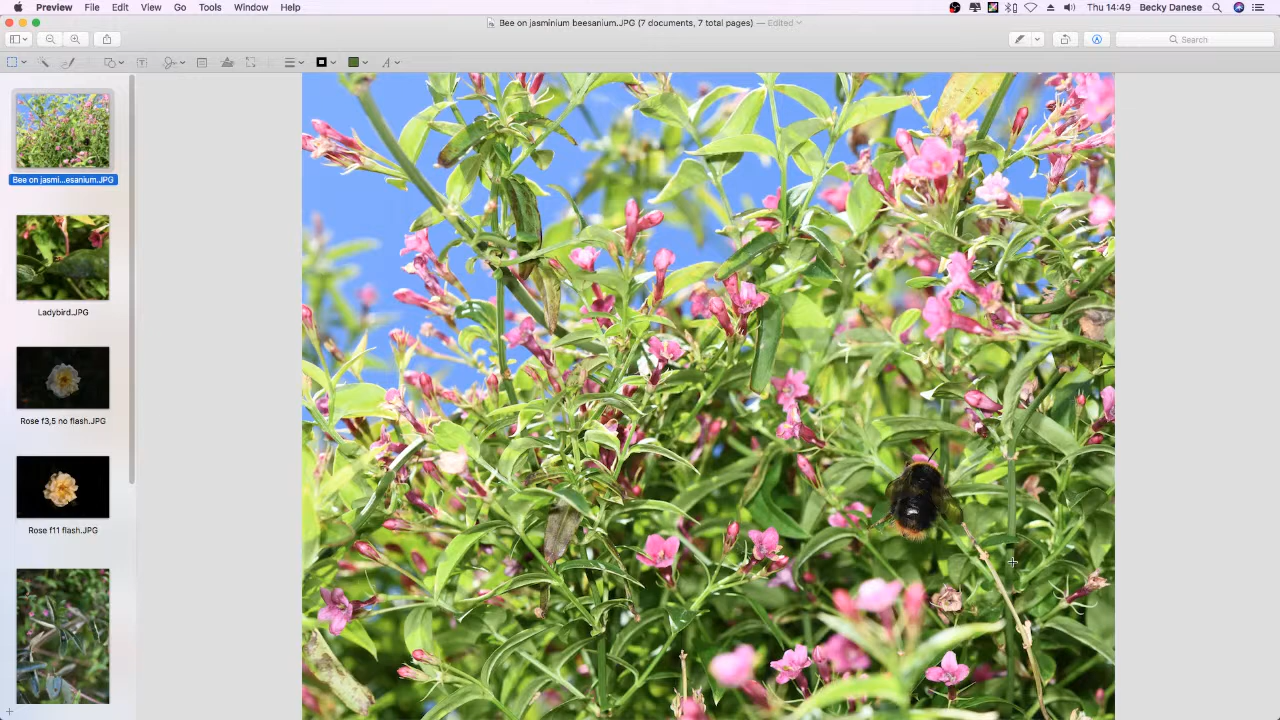 Preview File Edit View Go Tools Window Help Thu 14:49 Becky Danese
Bee on jasminium beesanium.JPG (7 documents, 7 total pages) — Edited
Search
Bee on jasmi...esanium.JPG
Ladybird.JPG
Rose f3,5 no flash.JPG
Rose f11 flash.JPG